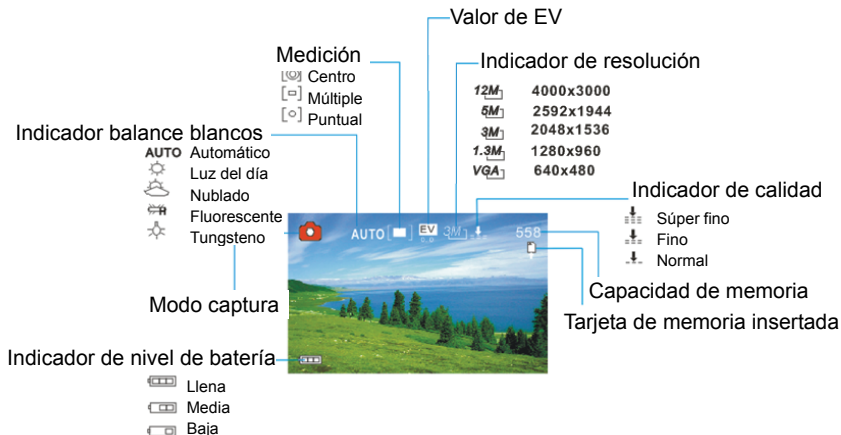 Valor de EV
Medición
Centro
Múltiple
Puntual
Indicador de resolución
12M 4000x3000
5M 2592x1944
3M 2048x1536
1.3M 1280x960
VGA 640x480
Indicador balance blancos
AUTO Automático
Luz del día
Nublado
Fluorescente
Tungsteno
Indicador de calidad
Súper fino
Fino
Normal
AUTO EV 3M 558
Modo captura
Capacidad de memoria
Tarjeta de memoria insertada
Indicador de nivel de batería
Llena
Media
Baja